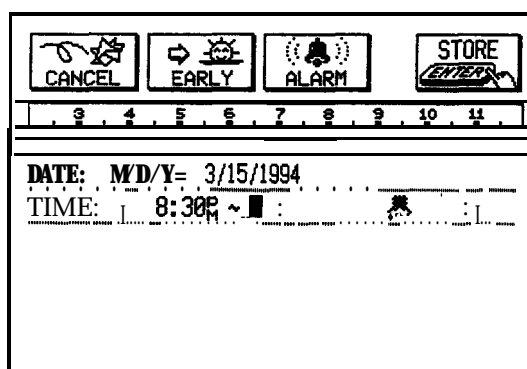 CANCEL EARLY ALARM STORE
ENTER
3 4 5 6 7 8 9 10 11
DATE: M/D/Y= 3/15/1994
TIME: 8:30PM ~ : :